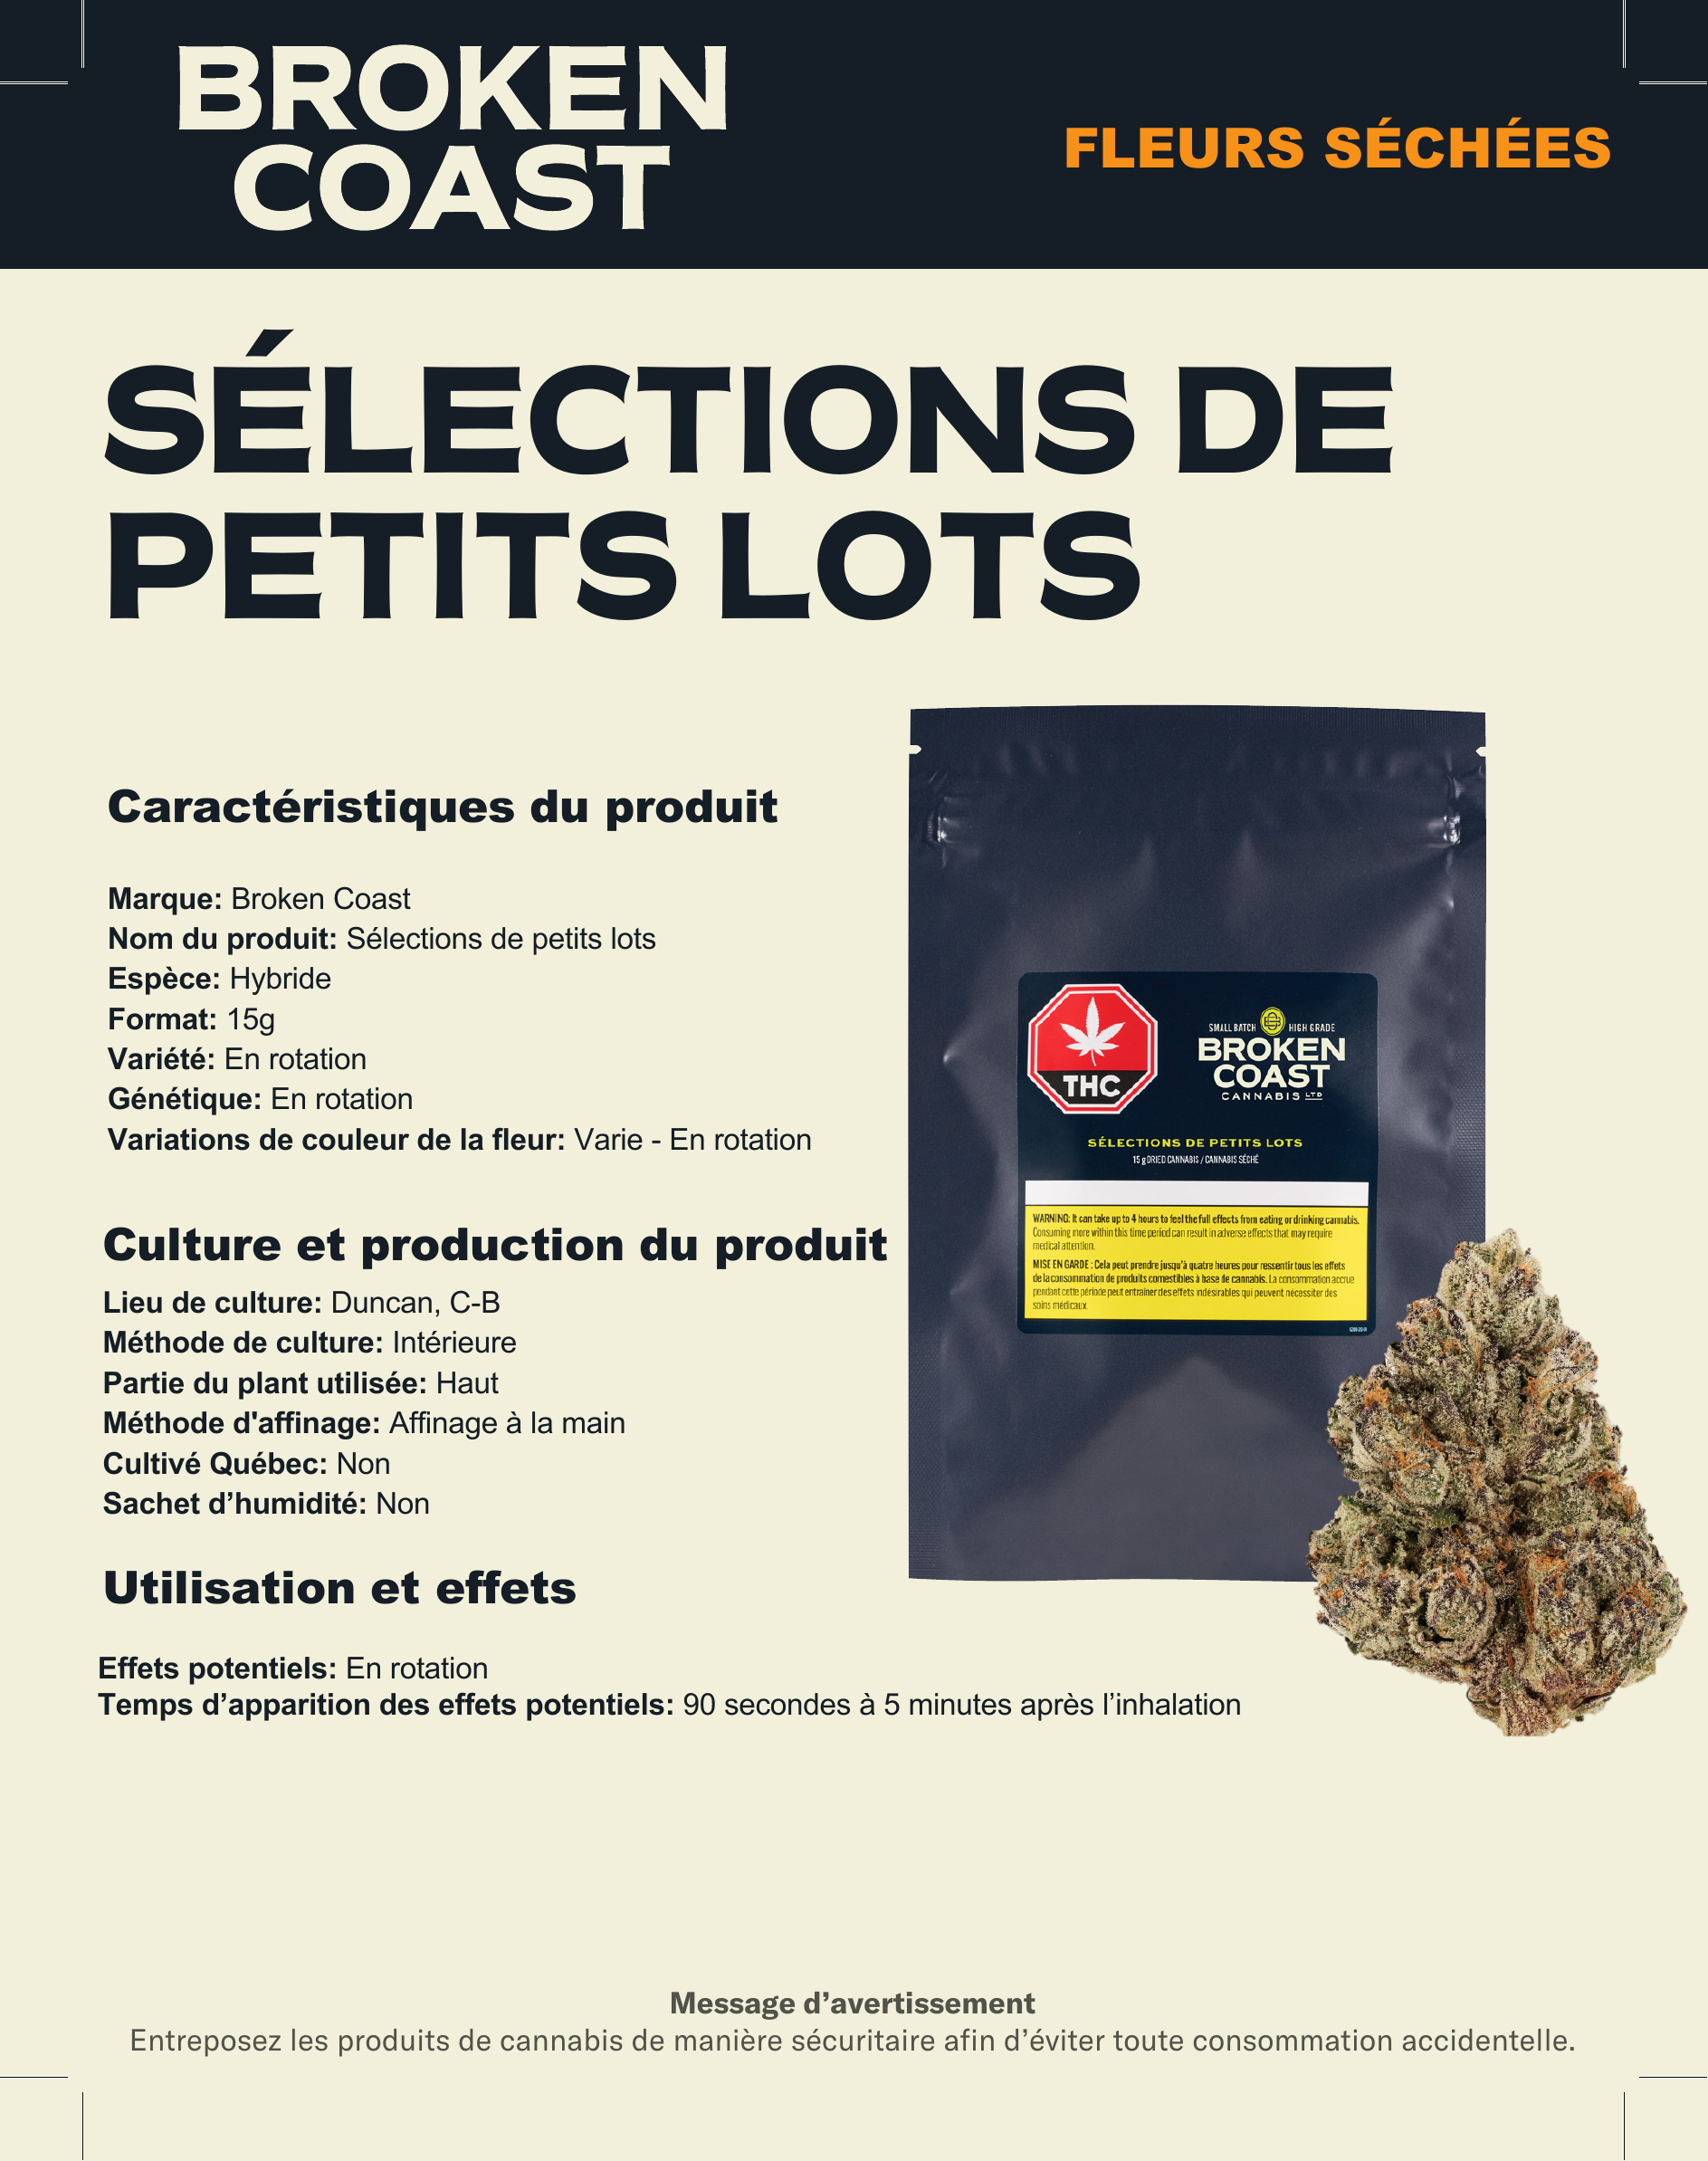 BROKEN
COAST
FLEURS SÉCHÉES
SÉLECTIONS DE
PETITS LOTS
Caractéristiques du produit
Marque: Broken Coast
Nom du produit: Sélections de petits lots
Espèce: Hybride
Format: 15g
Variété: En rotation
Génétique: En rotation
Variations de couleur de la fleur: Varie - En rotation
Culture et production du produit
Lieu de culture: Duncan, C-B
Méthode de culture: Intérieure
Partie du plant utilisée: Haut
Méthode d'affinage: Affinage à la main
Cultivé Québec: Non
Sachet d’humidité: Non
Utilisation et effets
Effets potentiels: En rotation
Temps d’apparition des effets potentiels: 90 secondes à 5 minutes après l’inhalation
THC
SMALL BATCH HIGH GRADE
BROKEN
COAST
CANNABIS LTD
SÉLECTIONS DE PETITS LOTS
15 g DRIED CANNABIS / CANNABIS SÉCHÉ
WARNING: It can take up to 4 hours to feel the full effects from eating or drinking cannabis.
Consuming more within this time period can result in adverse effects that may require
medical attention.
MISE EN GARDE : Cela peut prendre jusqu'à quatre heures pour ressentir tous les effets
de la consommation de produits comestibles à base de cannabis. La consommation accrue
pendant cette période peut entraîner des effets indésirables qui peuvent nécessiter des
soins médicaux.
Message d’avertissement
Entreposez les produits de cannabis de manière sécuritaire afin d’éviter toute consommation accidentelle.